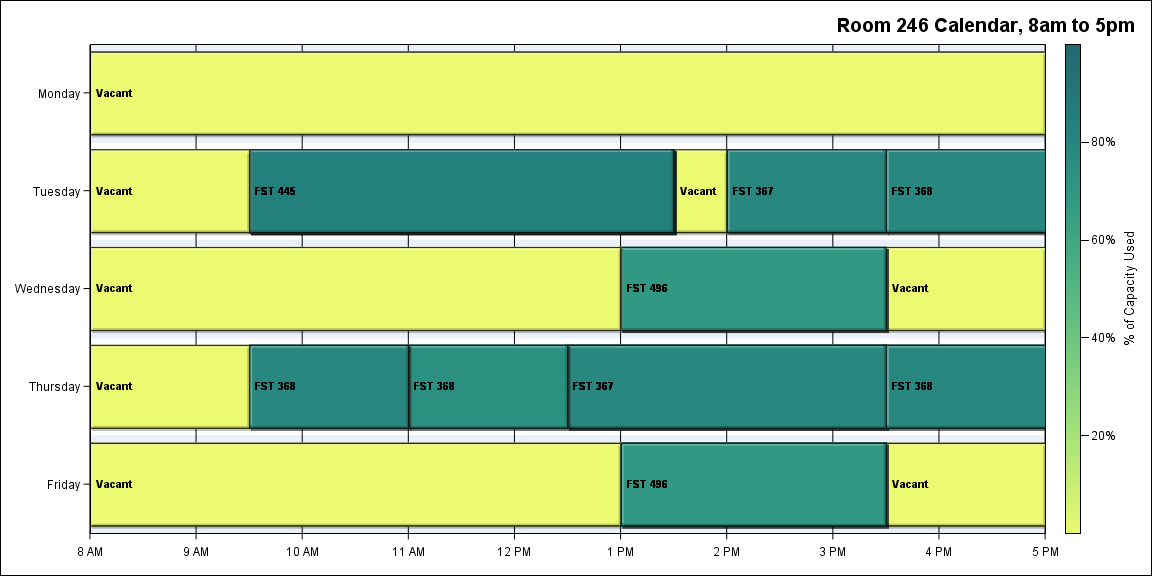 Room 246 Calendar, 8am to 5pm
Monday
Vacant
Tuesday
Vacant
FST 445
Vacant
FST 367
FST 368
Wednesday
Vacant
FST 496
Vacant
Thursday
Vacant
FST 368
FST 368
FST 367
FST 368
Friday
Vacant
FST 496
Vacant
8 AM
9 AM
10 AM
11 AM
12 PM
1 PM
2 PM
3 PM
4 PM
5 PM
80%
60%
40%
20%
% of Capacity Used